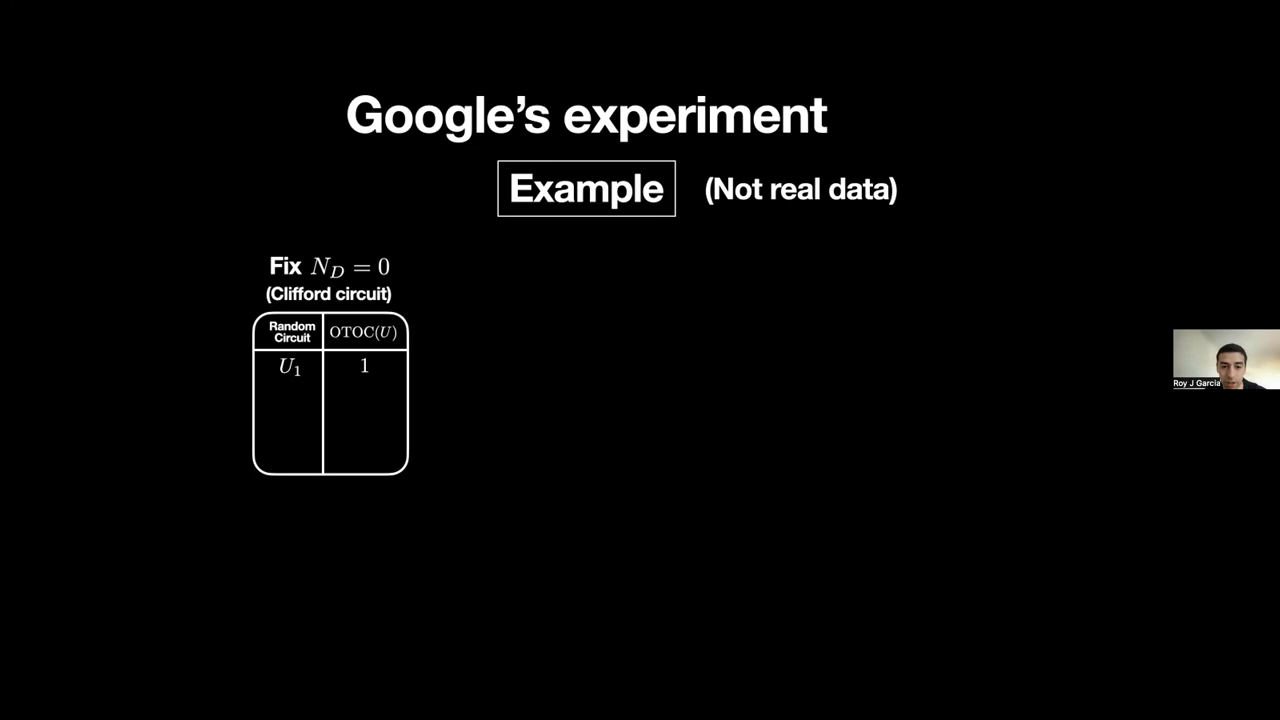 Google's experiment
Example (Not real data)
Fix $N_D = 0$
(Clifford circuit)
Random Circuit OTOC($U$)
$U_1$ 1
Roy J Garcia